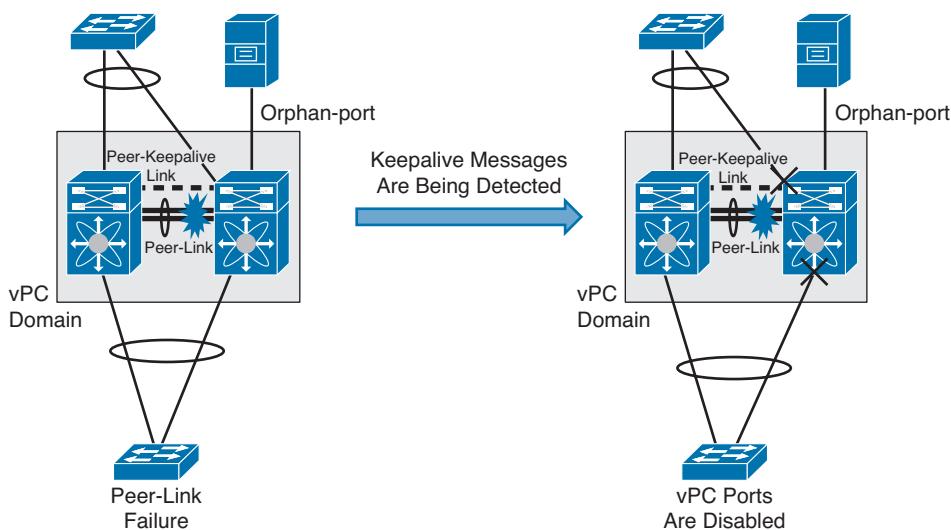 Orphan-port
Peer-Keepalive
Link
Peer-Link
vPC
Domain
Peer-Link
Failure
Keepalive Messages
Are Being Detected
Orphan-port
Peer-Keepalive
Link
Peer-Link
vPC
Domain
vPC Ports
Are Disabled